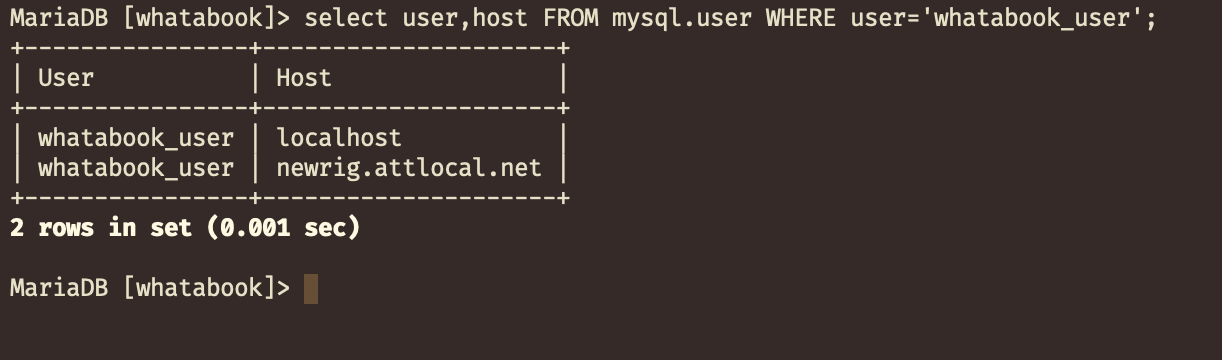 MariaDB [whatabook]> select user,host FROM mysql.user WHERE user='whatabook_user';
+----------------+---------------------+
| User           | Host                |
+----------------+---------------------+
| whatabook_user | localhost           |
| whatabook_user | newrig.attlocal.net |
+----------------+---------------------+
2 rows in set (0.001 sec)
MariaDB [whatabook]>